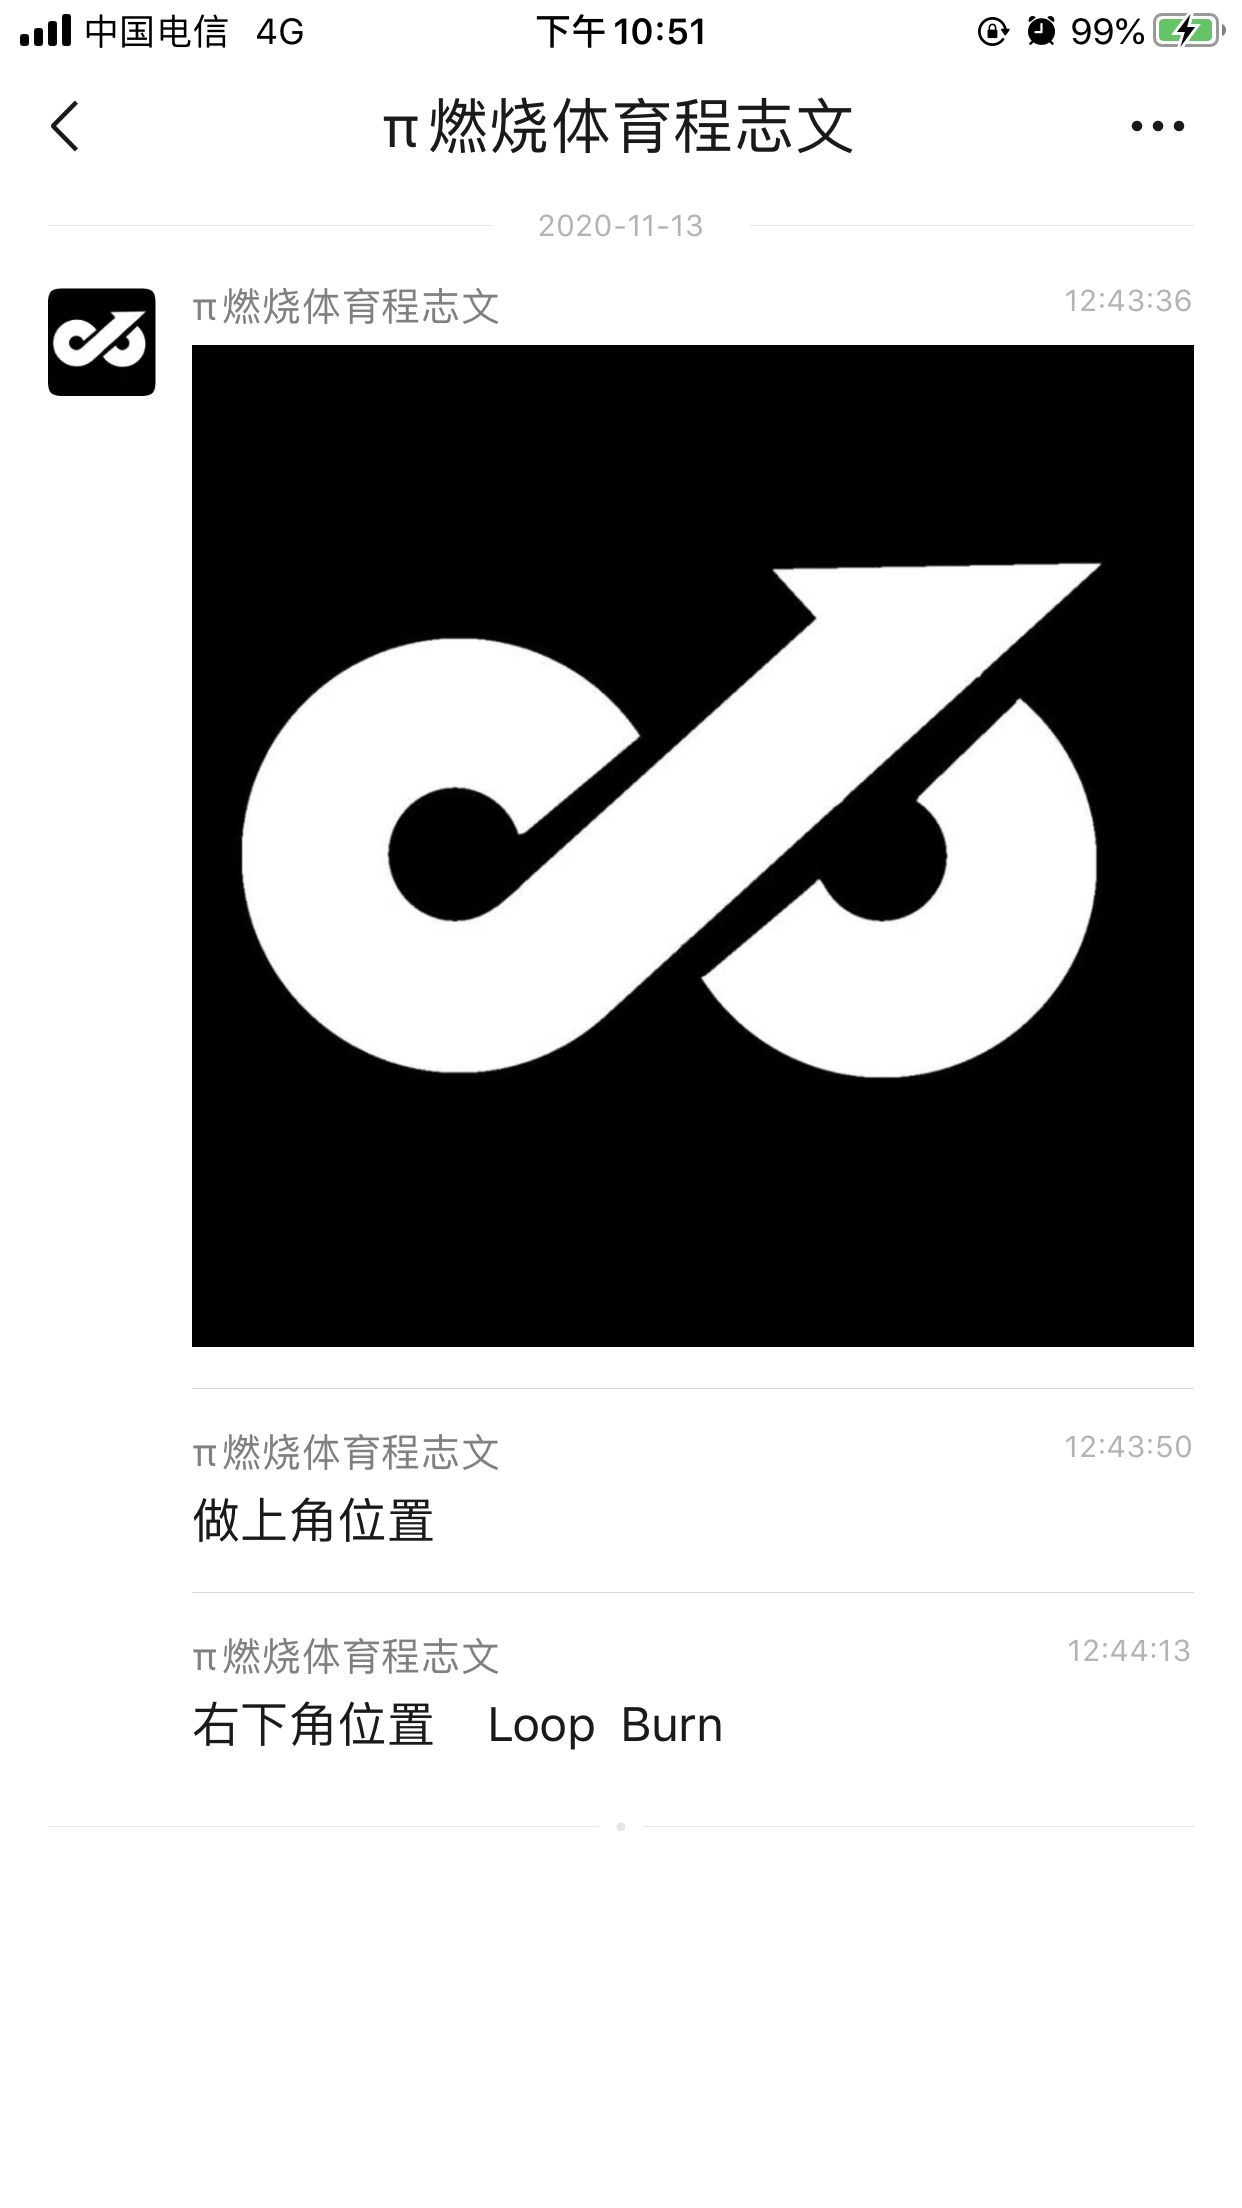 中国电信 4G 下午10:51 99%
π燃烧体育程志文
2020-11-13
π燃烧体育程志文 12:43:36
π燃烧体育程志文 12:43:50
做上角位置
π燃烧体育程志文 12:44:13
右下角位置 Loop Burn